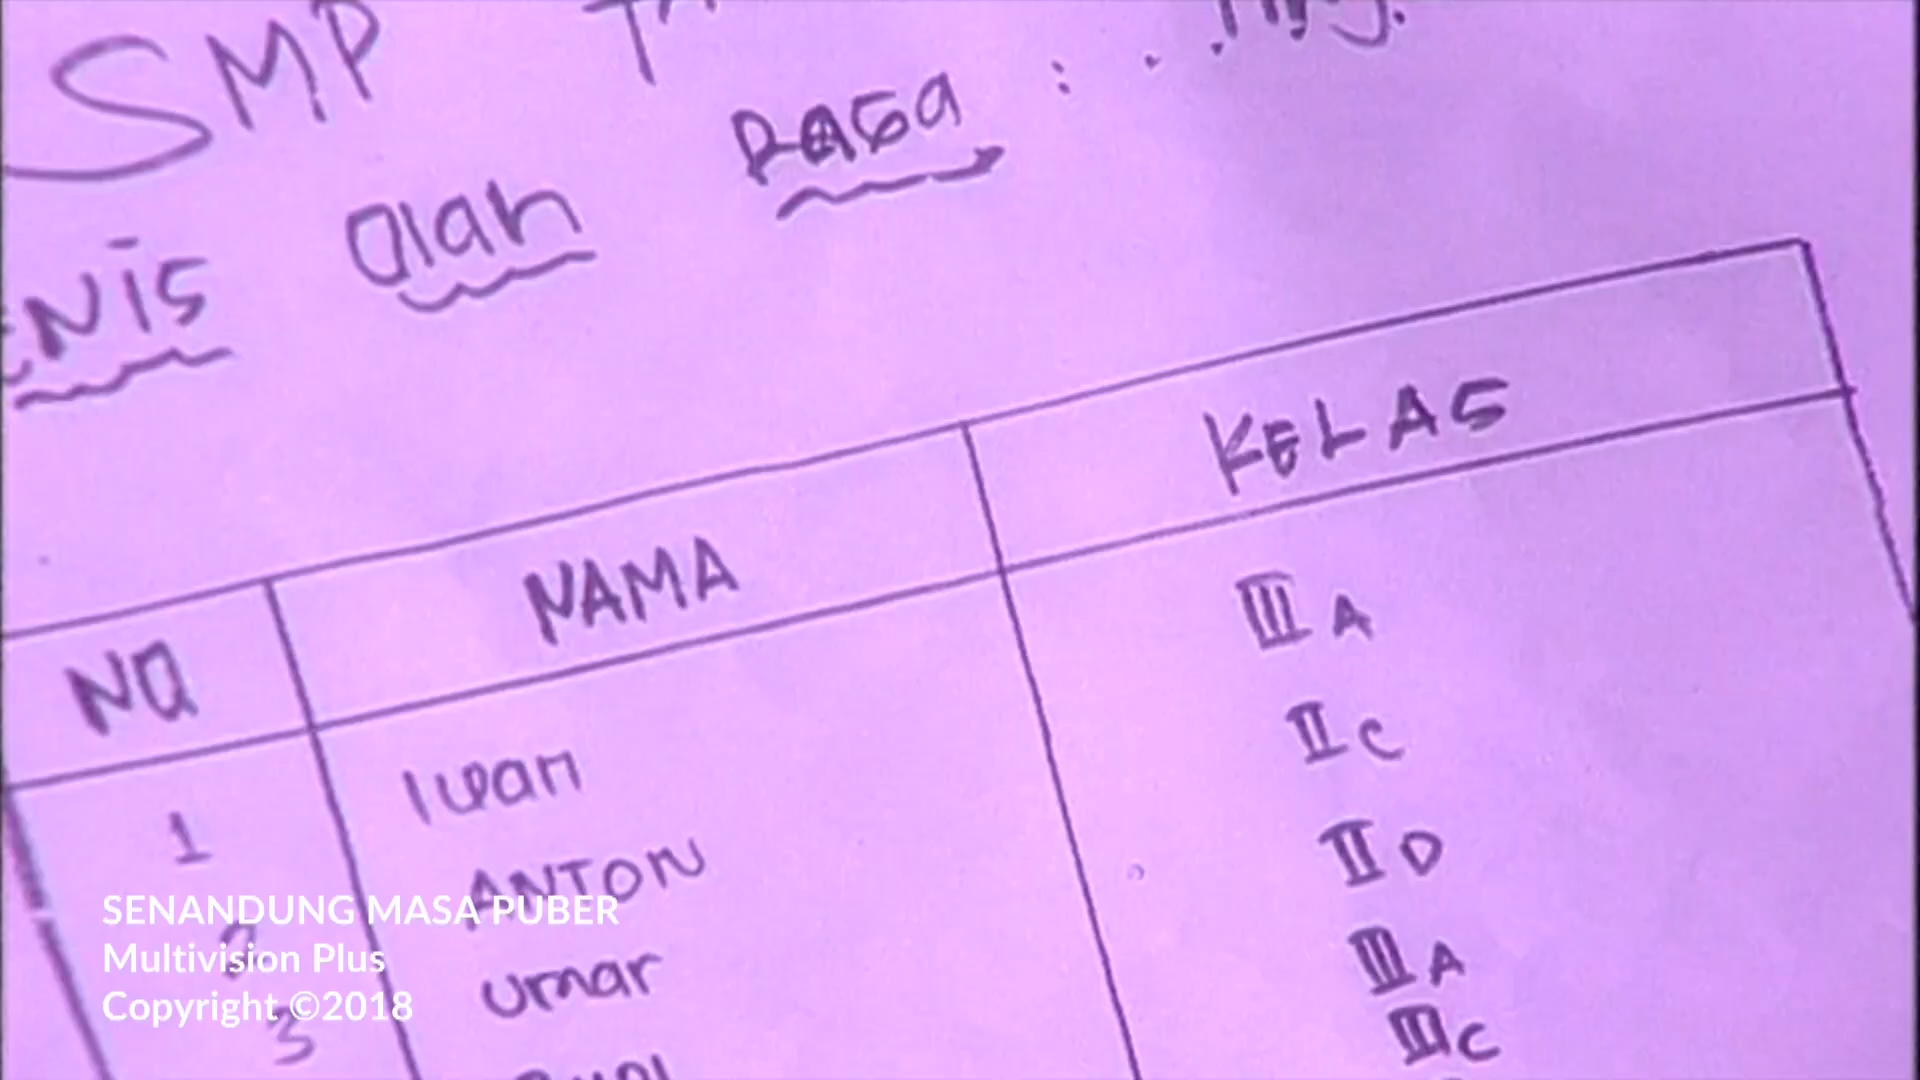 SMP
ENIS olah RASA :
NO NAMA KELAS
1 Iwan III A
2 ANTON II C
3 Umar II D
III A
III C
SENANDUNG MASA PUBER
Multivision Plus
Copyright ©2018